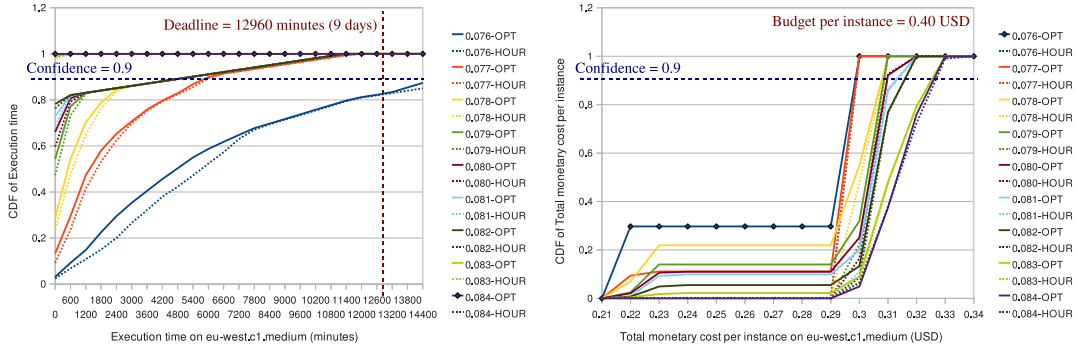 Deadline = 12960 minutes (9 days)
Confidence = 0.9
CDF of Execution time
1.2
1
0.8
0.6
0.4
0.2
0
0
600
1200
1800
2400
3000
3600
4200
4800
5400
6000
6600
7200
7800
8400
9000
9600
10200
10800
11400
12000
12600
13200
13800
14400
Execution time on eu-west.c1.medium (minutes)
0.076-OPT
0.076-HOUR
0.077-OPT
0.077-HOUR
0.078-OPT
0.078-HOUR
0.079-OPT
0.079-HOUR
0.080-OPT
0.080-HOUR
0.081-OPT
0.081-HOUR
0.082-OPT
0.082-HOUR
0.083-OPT
0.083-HOUR
0.084-OPT
0.084-HOUR
Budget per instance = 0.40 USD
Confidence = 0.9
CDF of Total monetary cost per instance
1.2
1
0.8
0.6
0.4
0.2
0
0.21
0.22
0.23
0.24
0.25
0.26
0.27
0.28
0.29
0.3
0.31
0.32
0.33
0.34
Total monetary cost per instance on eu-west.c1.medium (USD)
0.076-OPT
0.076-HOUR
0.077-OPT
0.077-HOUR
0.078-OPT
0.078-HOUR
0.079-OPT
0.079-HOUR
0.080-OPT
0.080-HOUR
0.081-OPT
0.081-HOUR
0.082-OPT
0.082-HOUR
0.083-OPT
0.083-HOUR
0.084-OPT
0.084-HOUR